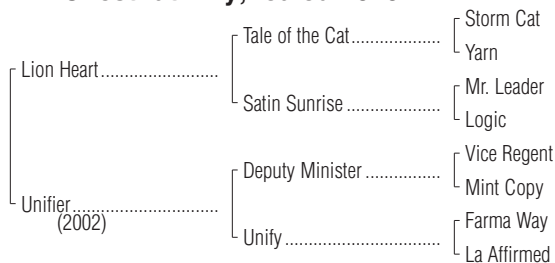 Storm Cat
Tale of the Cat....................
Yarn
Lion Heart..........................
Mr. Leader
Satin Sunrise .....................
Logic
Vice Regent
Deputy Minister .................
Mint Copy
Unifier................................
(2002)
Farma Way
Unify...................................
La Affirmed